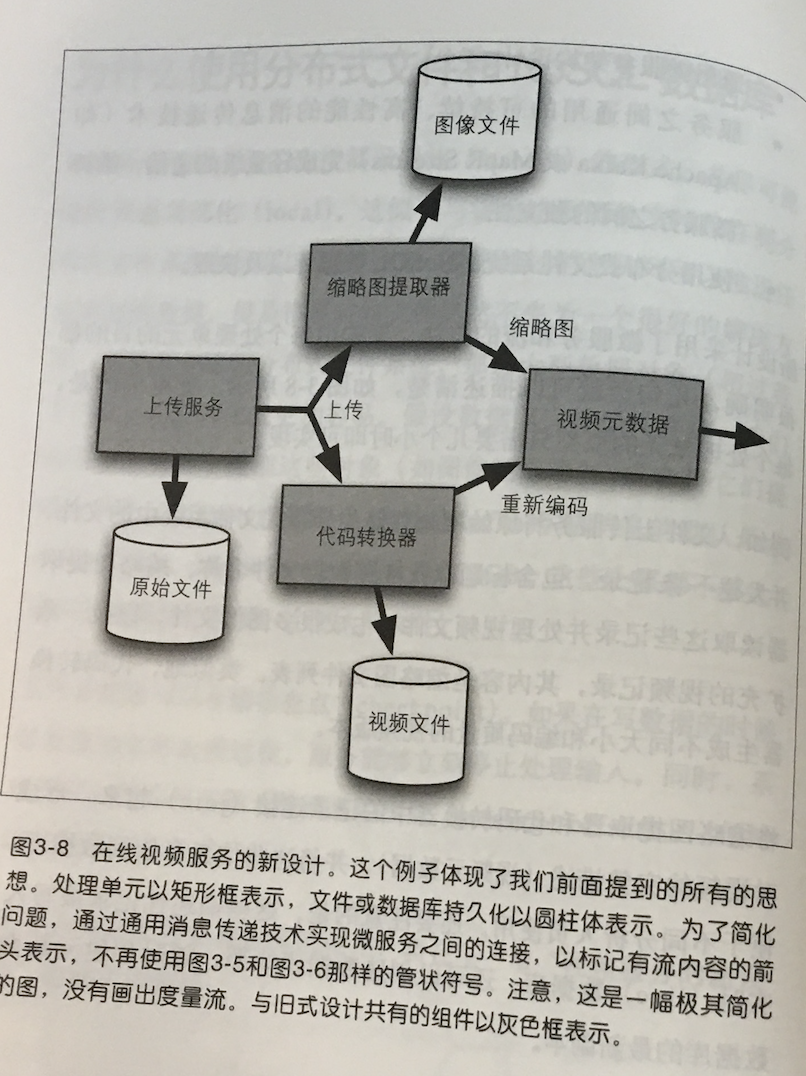 图像文件
缩略图提取器
缩略图
上传服务
上传
视频元数据
重新编码
代码转换器
原始文件
视频文件
图3-8 在线视频服务的新设计。这个例子体现了我们前面提到的所有的思
想。处理单元以矩形框表示，文件或数据库持久化以圆柱体表示。为了简化
问题，通过通用消息传递技术实现微服务之间的连接，以标记有流内容的箭
头表示，不再使用图3-5和图3-6那样的管状符号。注意，这是一幅极其简化
的图，没有画出度量流。与旧式设计共有的组件以灰色框表示。